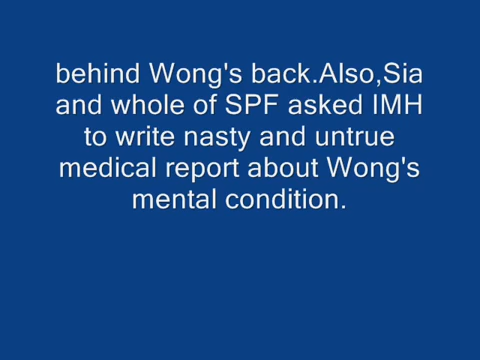 behind Wong's back.Also,Sia
and whole of SPF asked IMH
to write nasty and untrue
medical report about Wong's
mental condition.